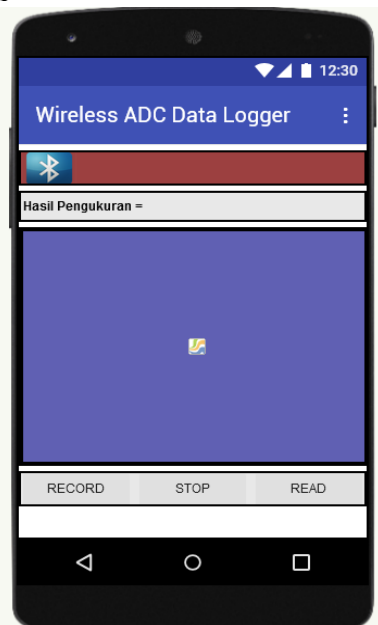 12:30
Wireless ADC Data Logger
Hasil Pengukuran =
RECORD STOP READ